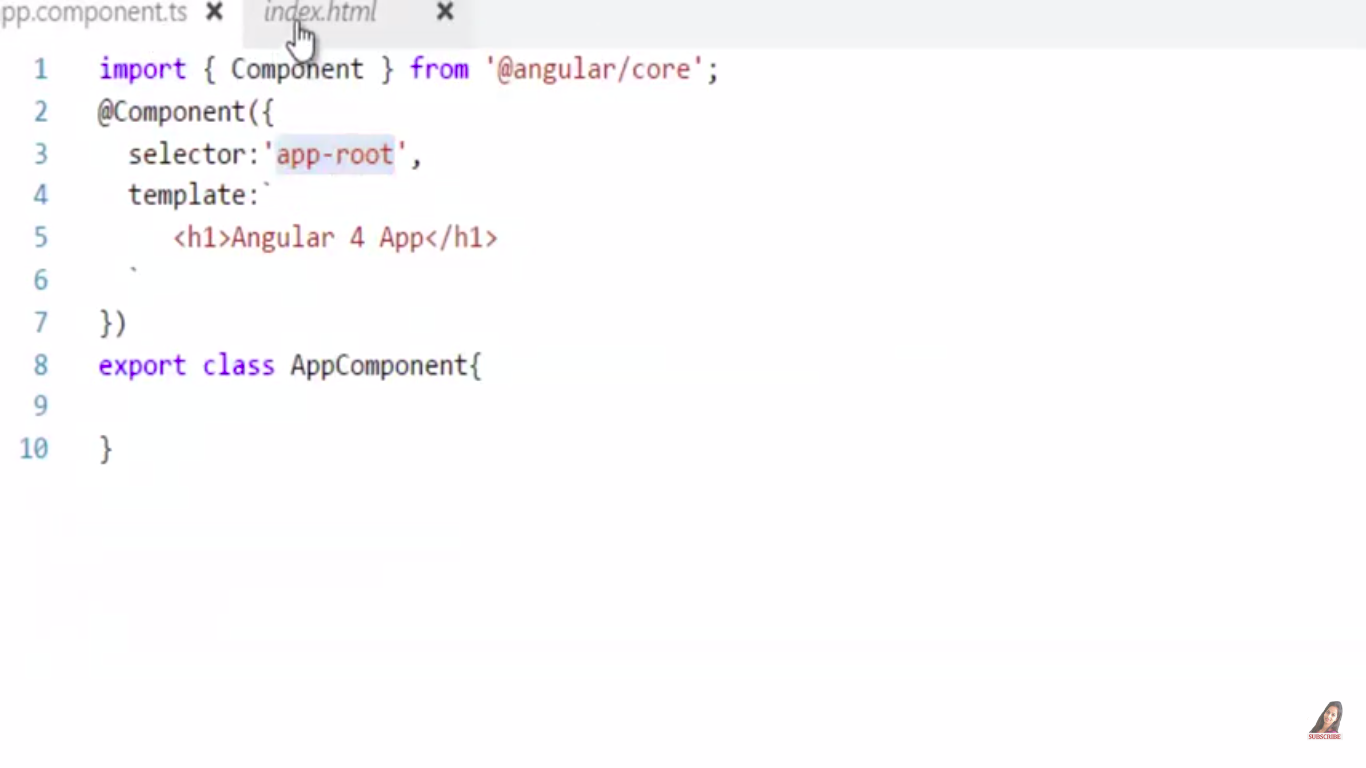 pp.component.ts × index.html ×
1 import { Component } from '@angular/core';
2 @Component({
3 selector:'app-root',
4 template:`
5 <h1>Angular 4 App</h1>
6 `
7 })
8 export class AppComponent{
9
10 }
SUBSCRIBE